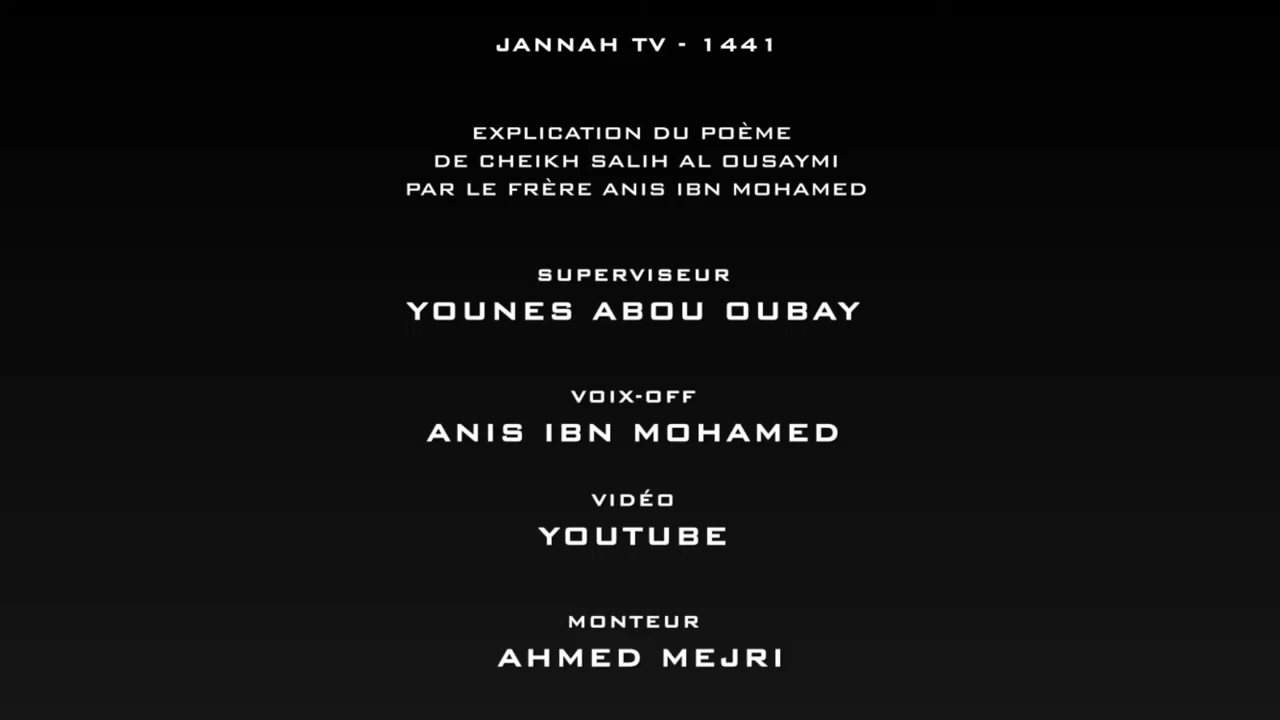 JANNAH TV - 1441
EXPLICATION DU POÈME
DE CHEIKH SALIH AL OUSAYMI
PAR LE FRÈRE ANIS IBN MOHAMED
SUPERVISEUR
YOUNES ABOU OUBAY
VOIX-OFF
ANIS IBN MOHAMED
VIDÉO
YOUTUBE
MONTEUR
AHMED MEJRI